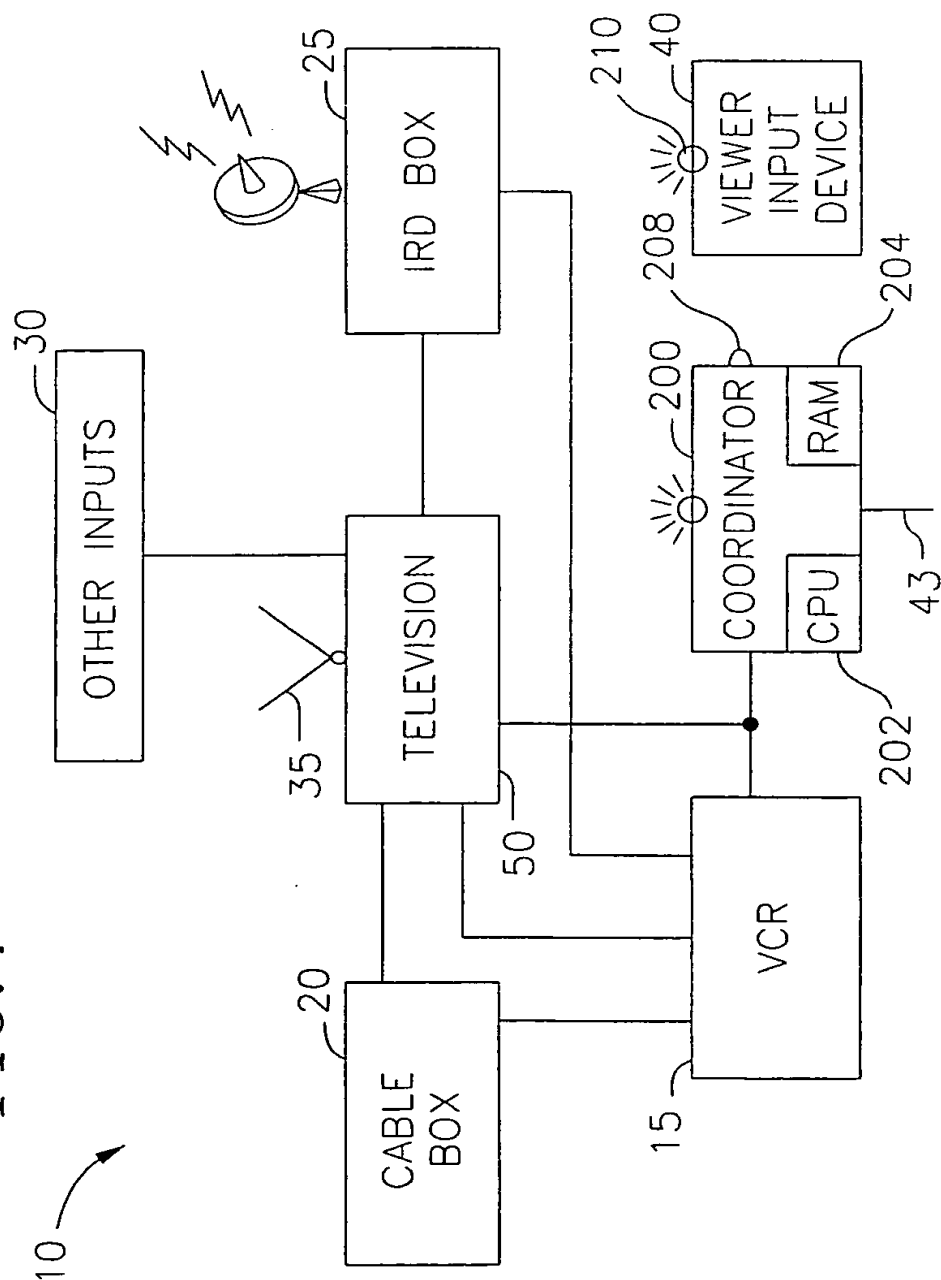 10
30
OTHER INPUTS
20
35
25
CABLE
BOX
TELEVISION
IRD BOX
50
15
200
208
210
40
VCR
COORDINATOR
CPU
RAM
VIEWER
INPUT
DEVICE
202
43
204